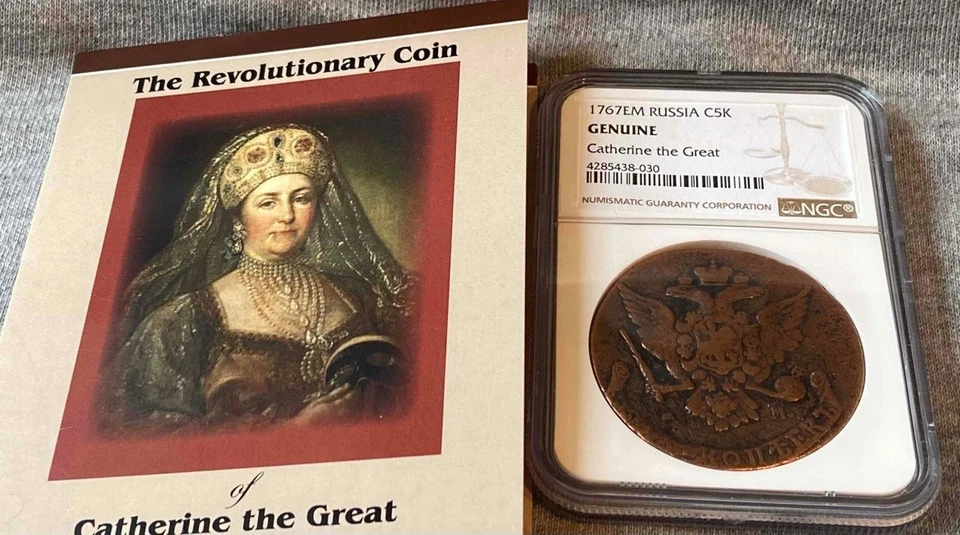 The Revolutionary Coin
of
Catherine the Great
1767EM RUSSIA C5K
GENUINE
Catherine the Great
4285438-030
NUMISMATIC GUARANTY CORPORATION NGC®
КОПѢЕКЪ